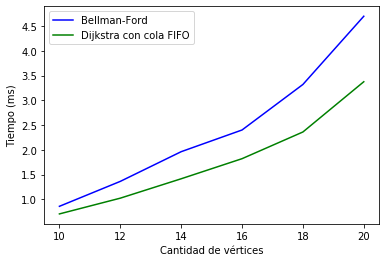 Bellman-Ford
Dijkstra con cola FIFO
Tiempo (ms)
4.5
4.0
3.5
3.0
2.5
2.0
1.5
1.0
10 12 14 16 18 20
Cantidad de vértices